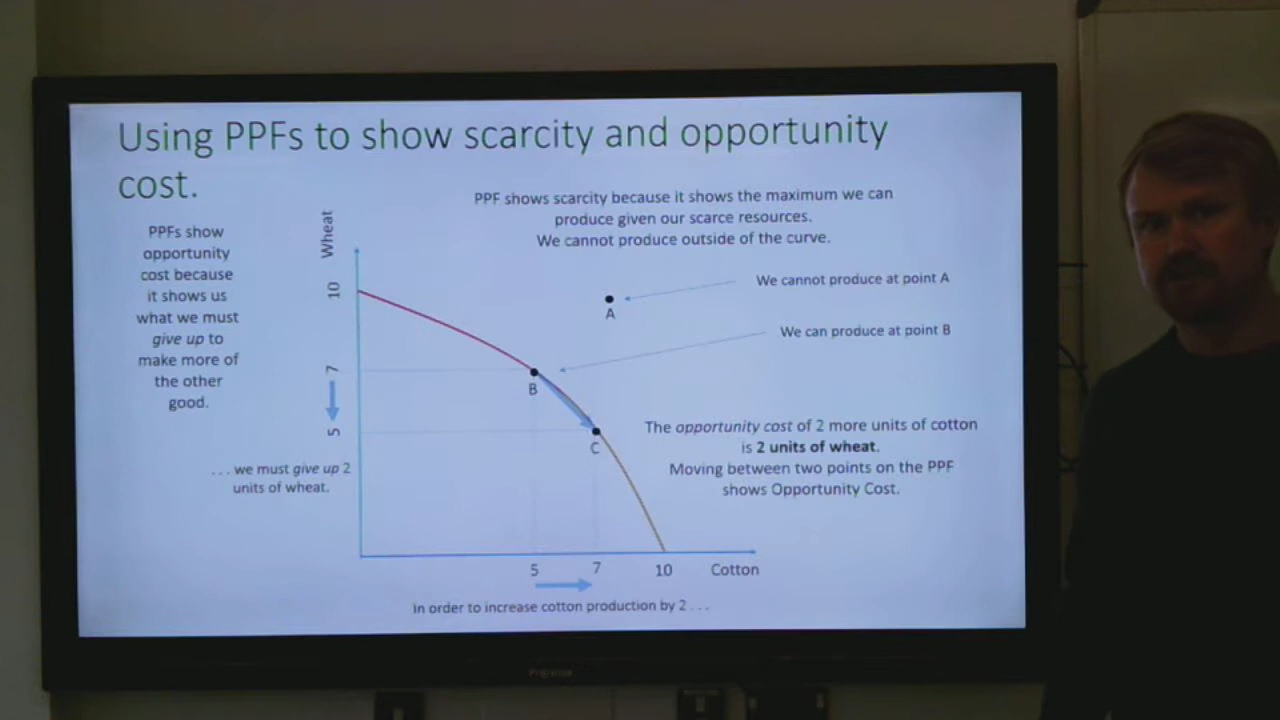 Using PPFs to show scarcity and opportunity
cost.
PPFs show
opportunity
cost because
it shows us
what we must
give up to
make more of
the other
good.
PPF shows scarcity because it shows the maximum we can
produce given our scarce resources.
We cannot produce outside of the curve.
Wheat
10
7
5
A
We cannot produce at point A
We can produce at point B
B
C
The opportunity cost of 2 more units of cotton
is 2 units of wheat.
Moving between two points on the PPF
shows Opportunity Cost.
. . . we must give up 2
units of wheat.
5
7
10
Cotton
In order to increase cotton production by 2 . . .